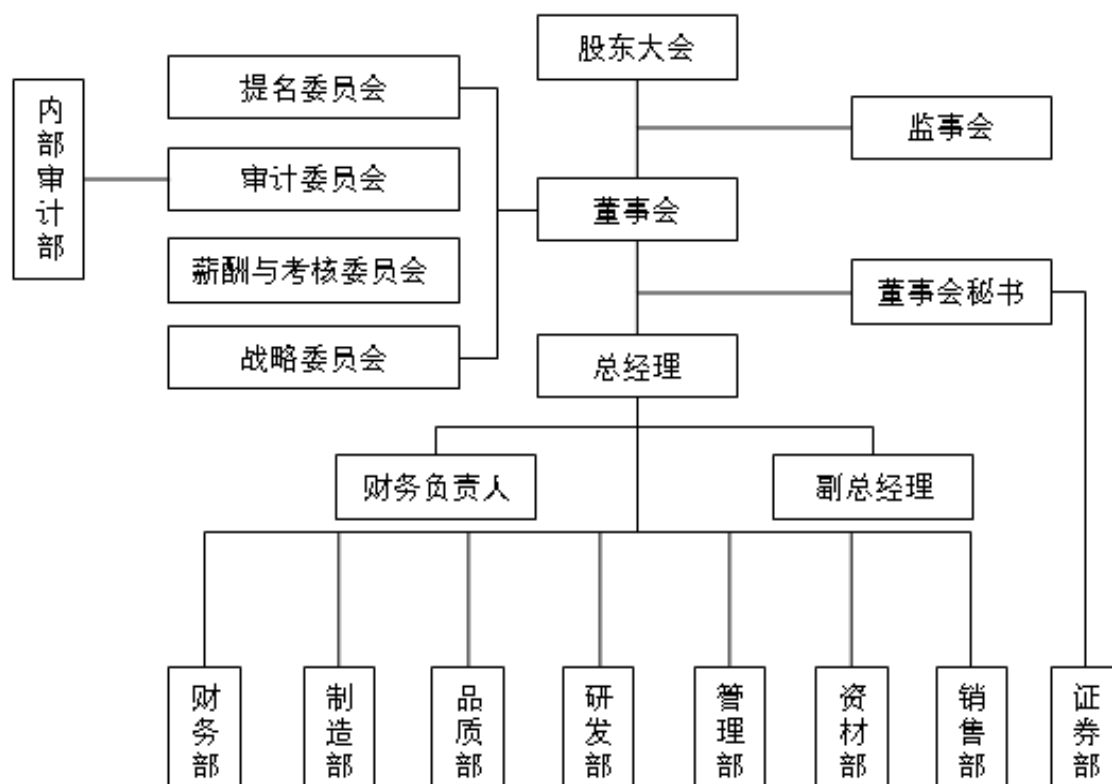 股东大会
提名委员会
监事会
内部审计部
审计委员会
董事会
薪酬与考核委员会
董事会秘书
战略委员会
总经理
财务负责人
副总经理
财务部
制造部
品质部
研发部
管理部
资材部
销售部
证券部